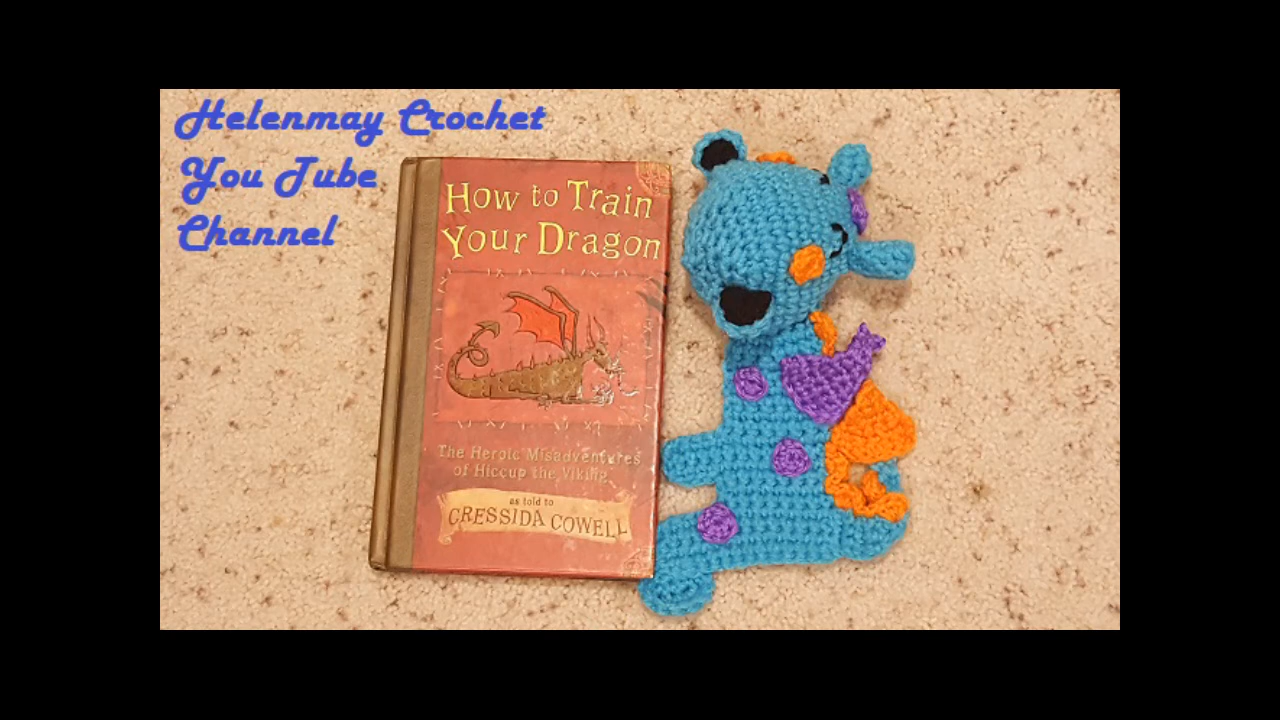 Helenmay Crochet
You Tube
Channel
How to Train
Your Dragon
The Heroic Misadventures
of Hiccup the Viking
as told to
CRESSIDA COWELL